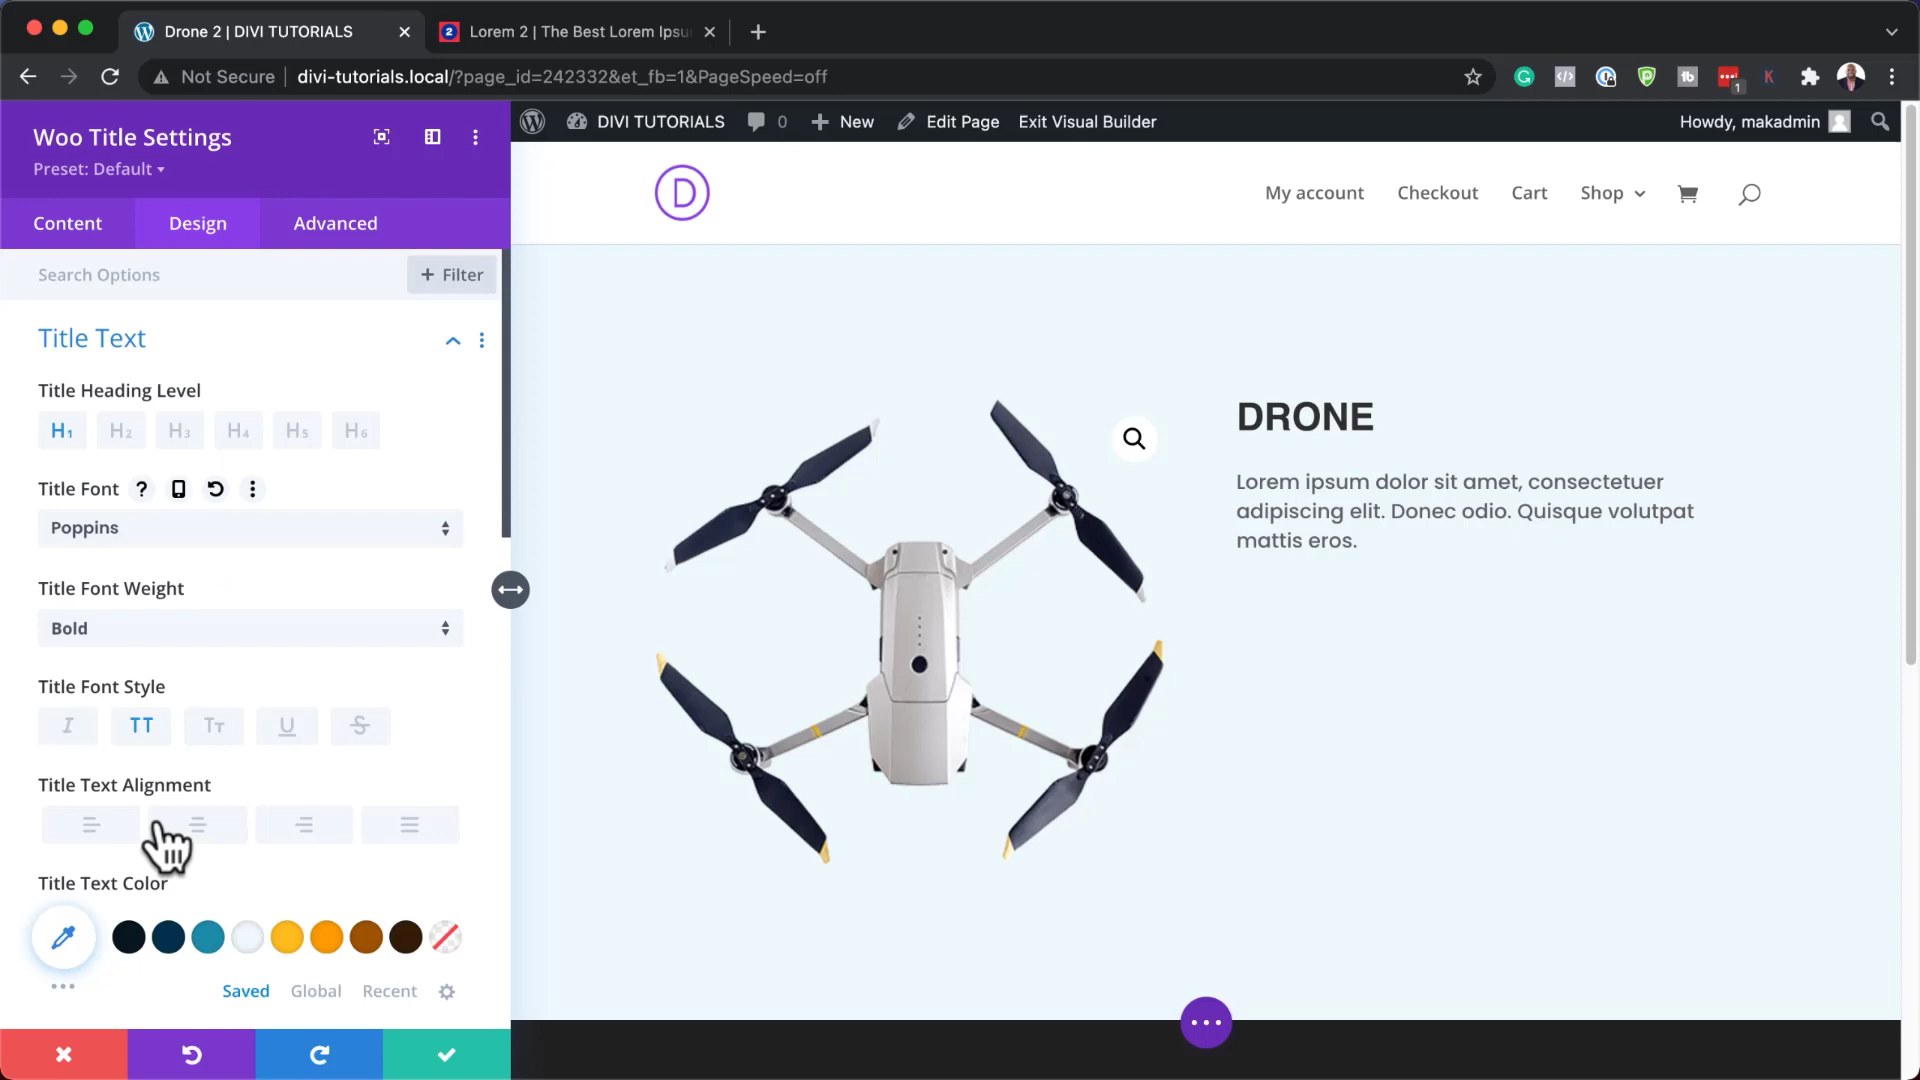 Drone 2 | DIVI TUTORIALS
2 Lorem 2 | The Best Lorem Ipsu
Not Secure divi-tutorials.local/?page_id=242332&et_fb=1&PageSpeed=off
1 K
Woo Title Settings
Preset: Default
Content Design Advanced
Search Options + Filter
Title Text
Title Heading Level
H1 H2 H3 H4 H5 H6
Title Font ?
Poppins
Title Font Weight
Bold
Title Font Style
I TT Tт U S
Title Text Alignment
Title Text Color
Saved Global Recent
DIVI TUTORIALS 0 + New Edit Page Exit Visual Builder Howdy, makadmin
D My account Checkout Cart Shop
DRONE
Lorem ipsum dolor sit amet, consectetuer
adipiscing elit. Donec odio. Quisque volutpat
mattis eros.